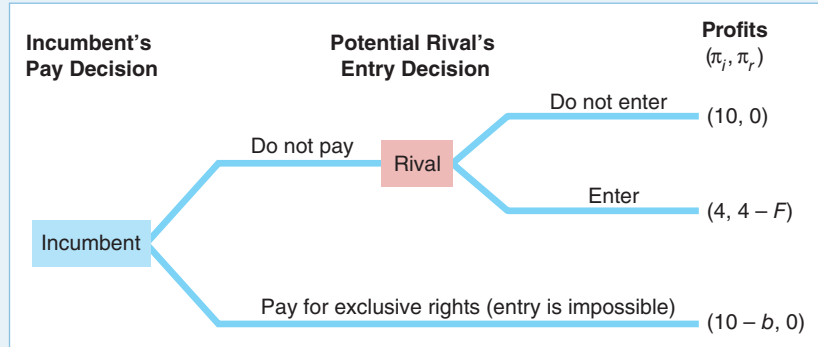 Incumbent's
Pay Decision
Potential Rival's
Entry Decision
Profits
(πi, πr)
Do not enter
(10, 0)
Do not pay
Rival
Enter
(4, 4 – F)
Incumbent
Pay for exclusive rights (entry is impossible)
(10 – b, 0)